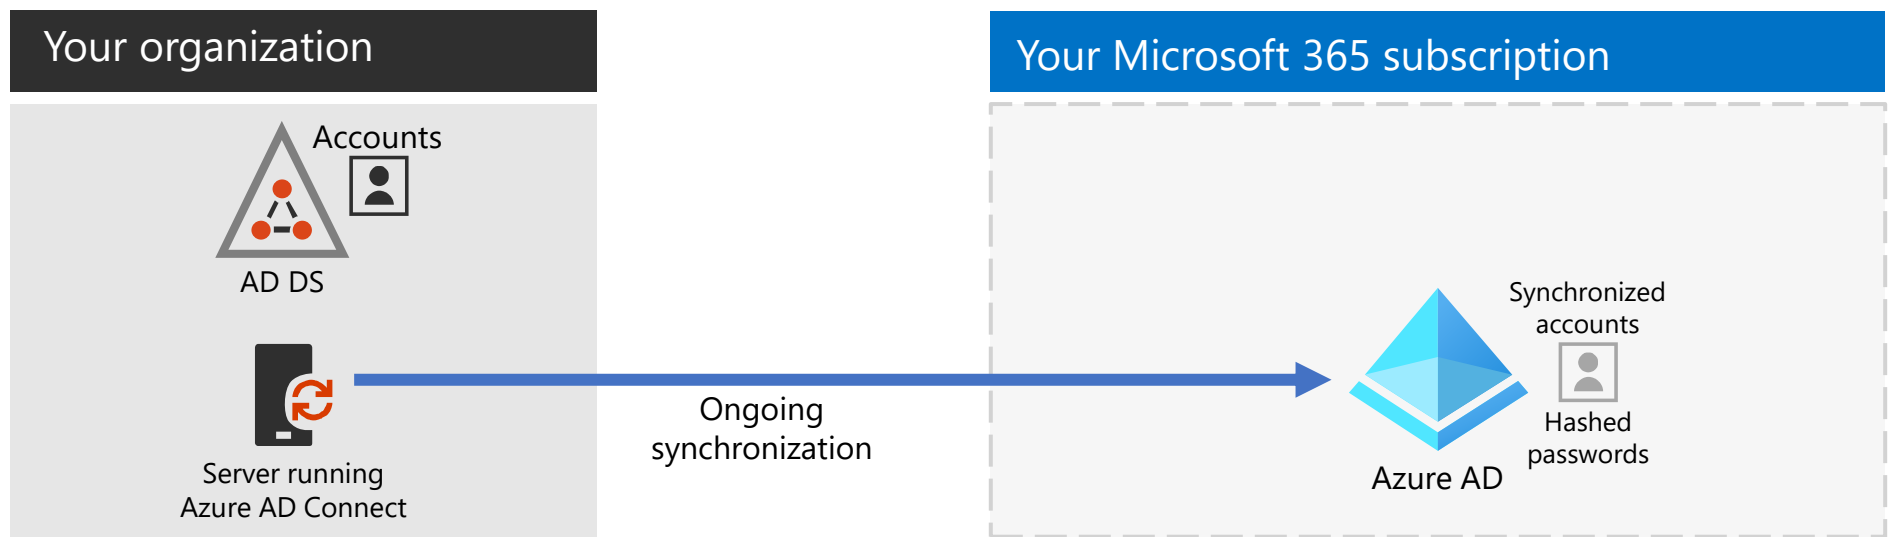 Your organization
Your Microsoft 365 subscription
Accounts
AD DS
Server running
Azure AD Connect
Ongoing
synchronization
Synchronized
accounts
Hashed
passwords
Azure AD